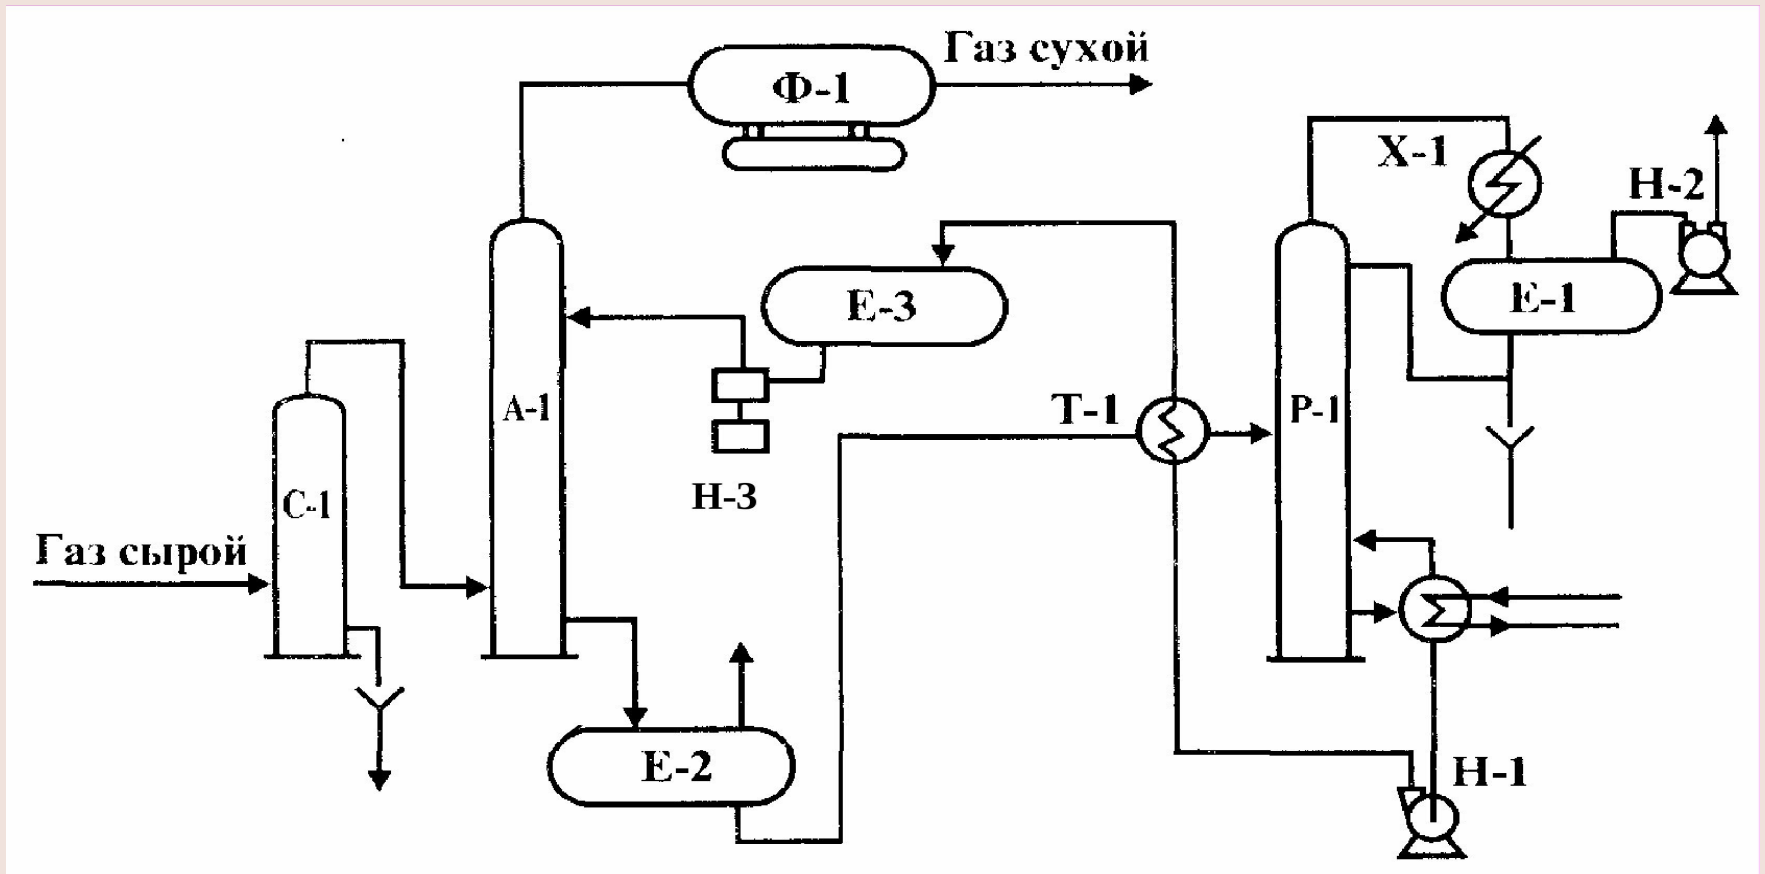 Газ сухой
Ф-1
Х-1
Н-2
Е-3
Е-1
А-1
Т-1
Р-1
Н-3
С-1
Газ сырой
Е-2
Н-1